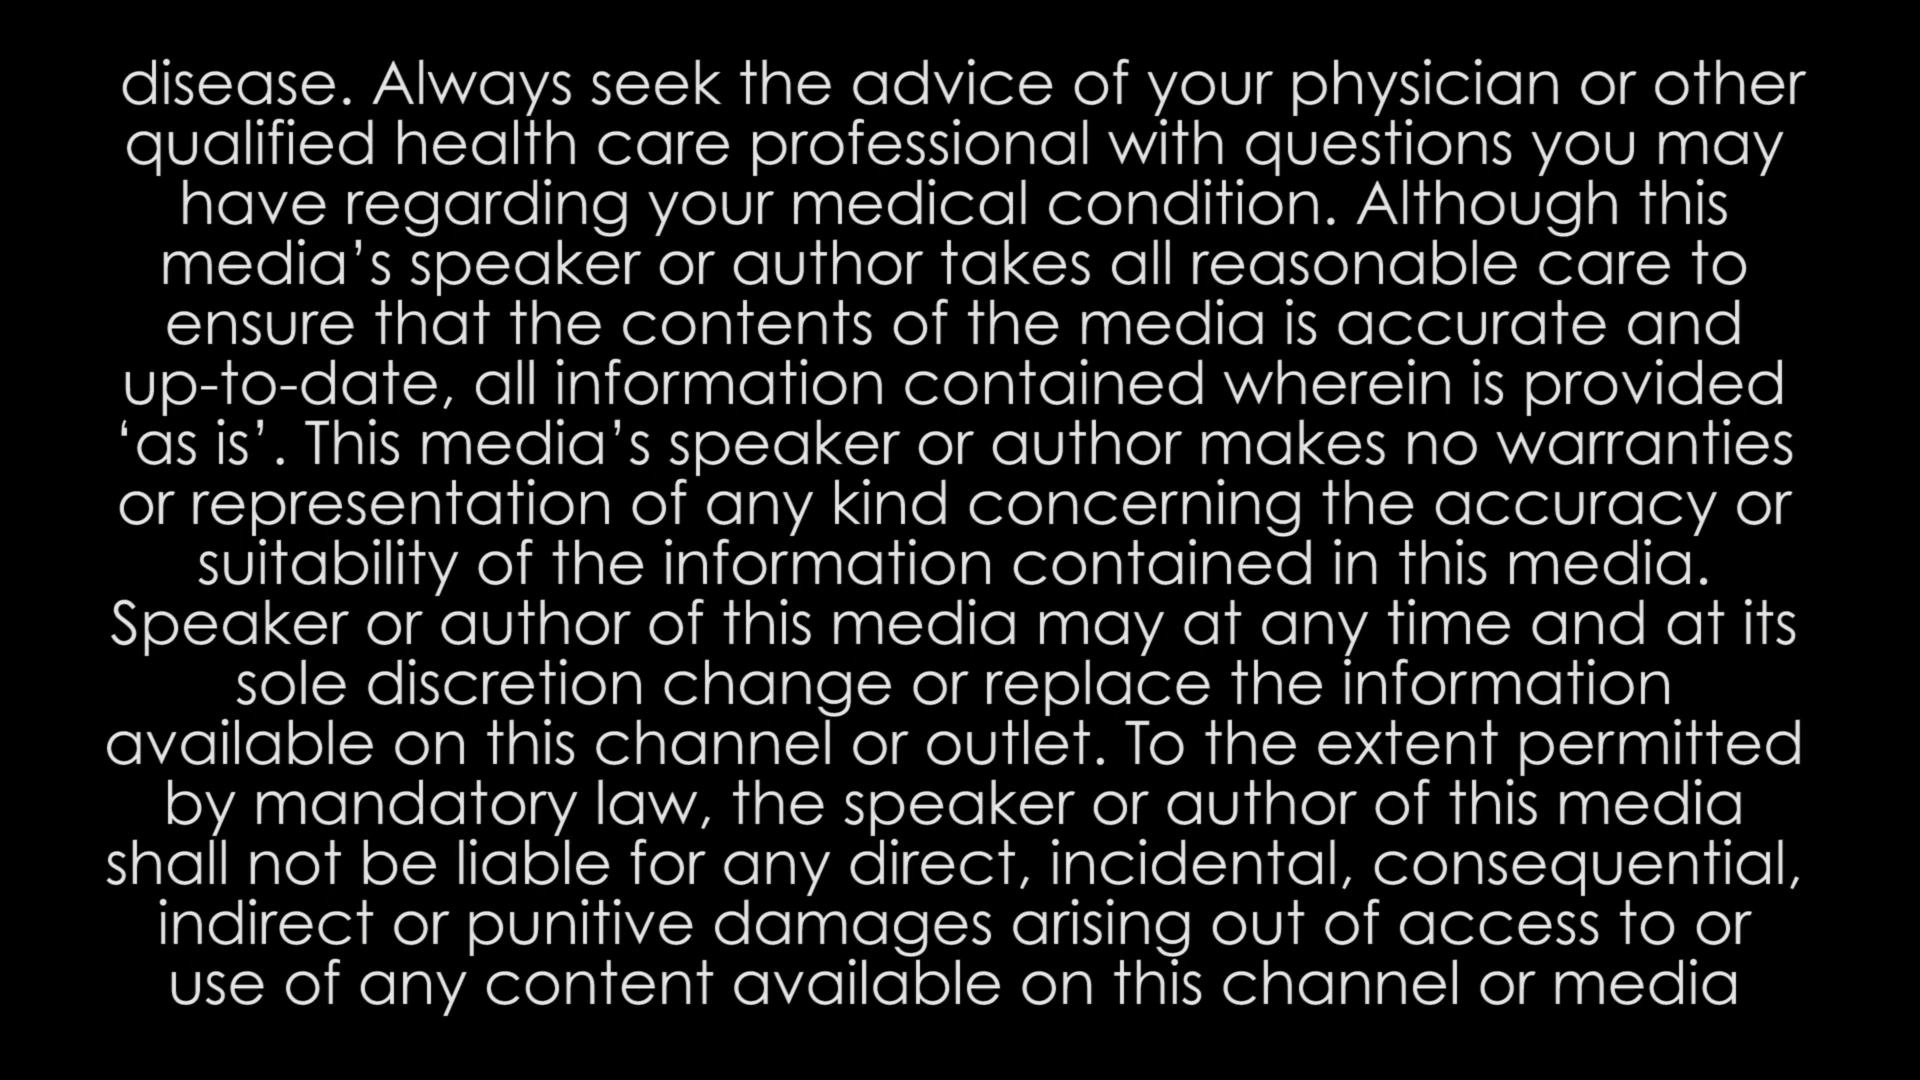 disease. Always seek the advice of your physician or other
qualified health care professional with questions you may
have regarding your medical condition. Although this
media’s speaker or author takes all reasonable care to
ensure that the contents of the media is accurate and
up-to-date, all information contained wherein is provided
‘as is’. This media’s speaker or author makes no warranties
or representation of any kind concerning the accuracy or
suitability of the information contained in this media.
Speaker or author of this media may at any time and at its
sole discretion change or replace the information
available on this channel or outlet. To the extent permitted
by mandatory law, the speaker or author of this media
shall not be liable for any direct, incidental, consequential,
indirect or punitive damages arising out of access to or
use of any content available on this channel or media